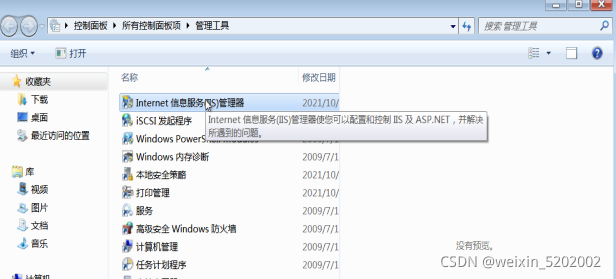 控制面板 ▸ 所有控制面板项 ▸ 管理工具
搜索 管理工具
组织 打开
收藏夹
下载
桌面
最近访问的位置
库
视频
图片
文档
音乐
名称 修改日期
Internet 信息服务(IIS)管理器 2021/10/
iSCSI 发起程序
Internet 信息服务(IIS)管理器使您可以配置和控制 IIS 及 ASP.NET，并解决
所遇到的问题。
Windows PowerShell Modules
Windows 内存诊断 2009/7/1
本地安全策略 2021/10/
打印管理 2021/10/
服务 2009/7/1
高级安全 Windows 防火墙 2009/7/1
计算机管理 2009/7/1
任务计划程序 2009/7/1
没有预览。
CSDN @weixin_5202002